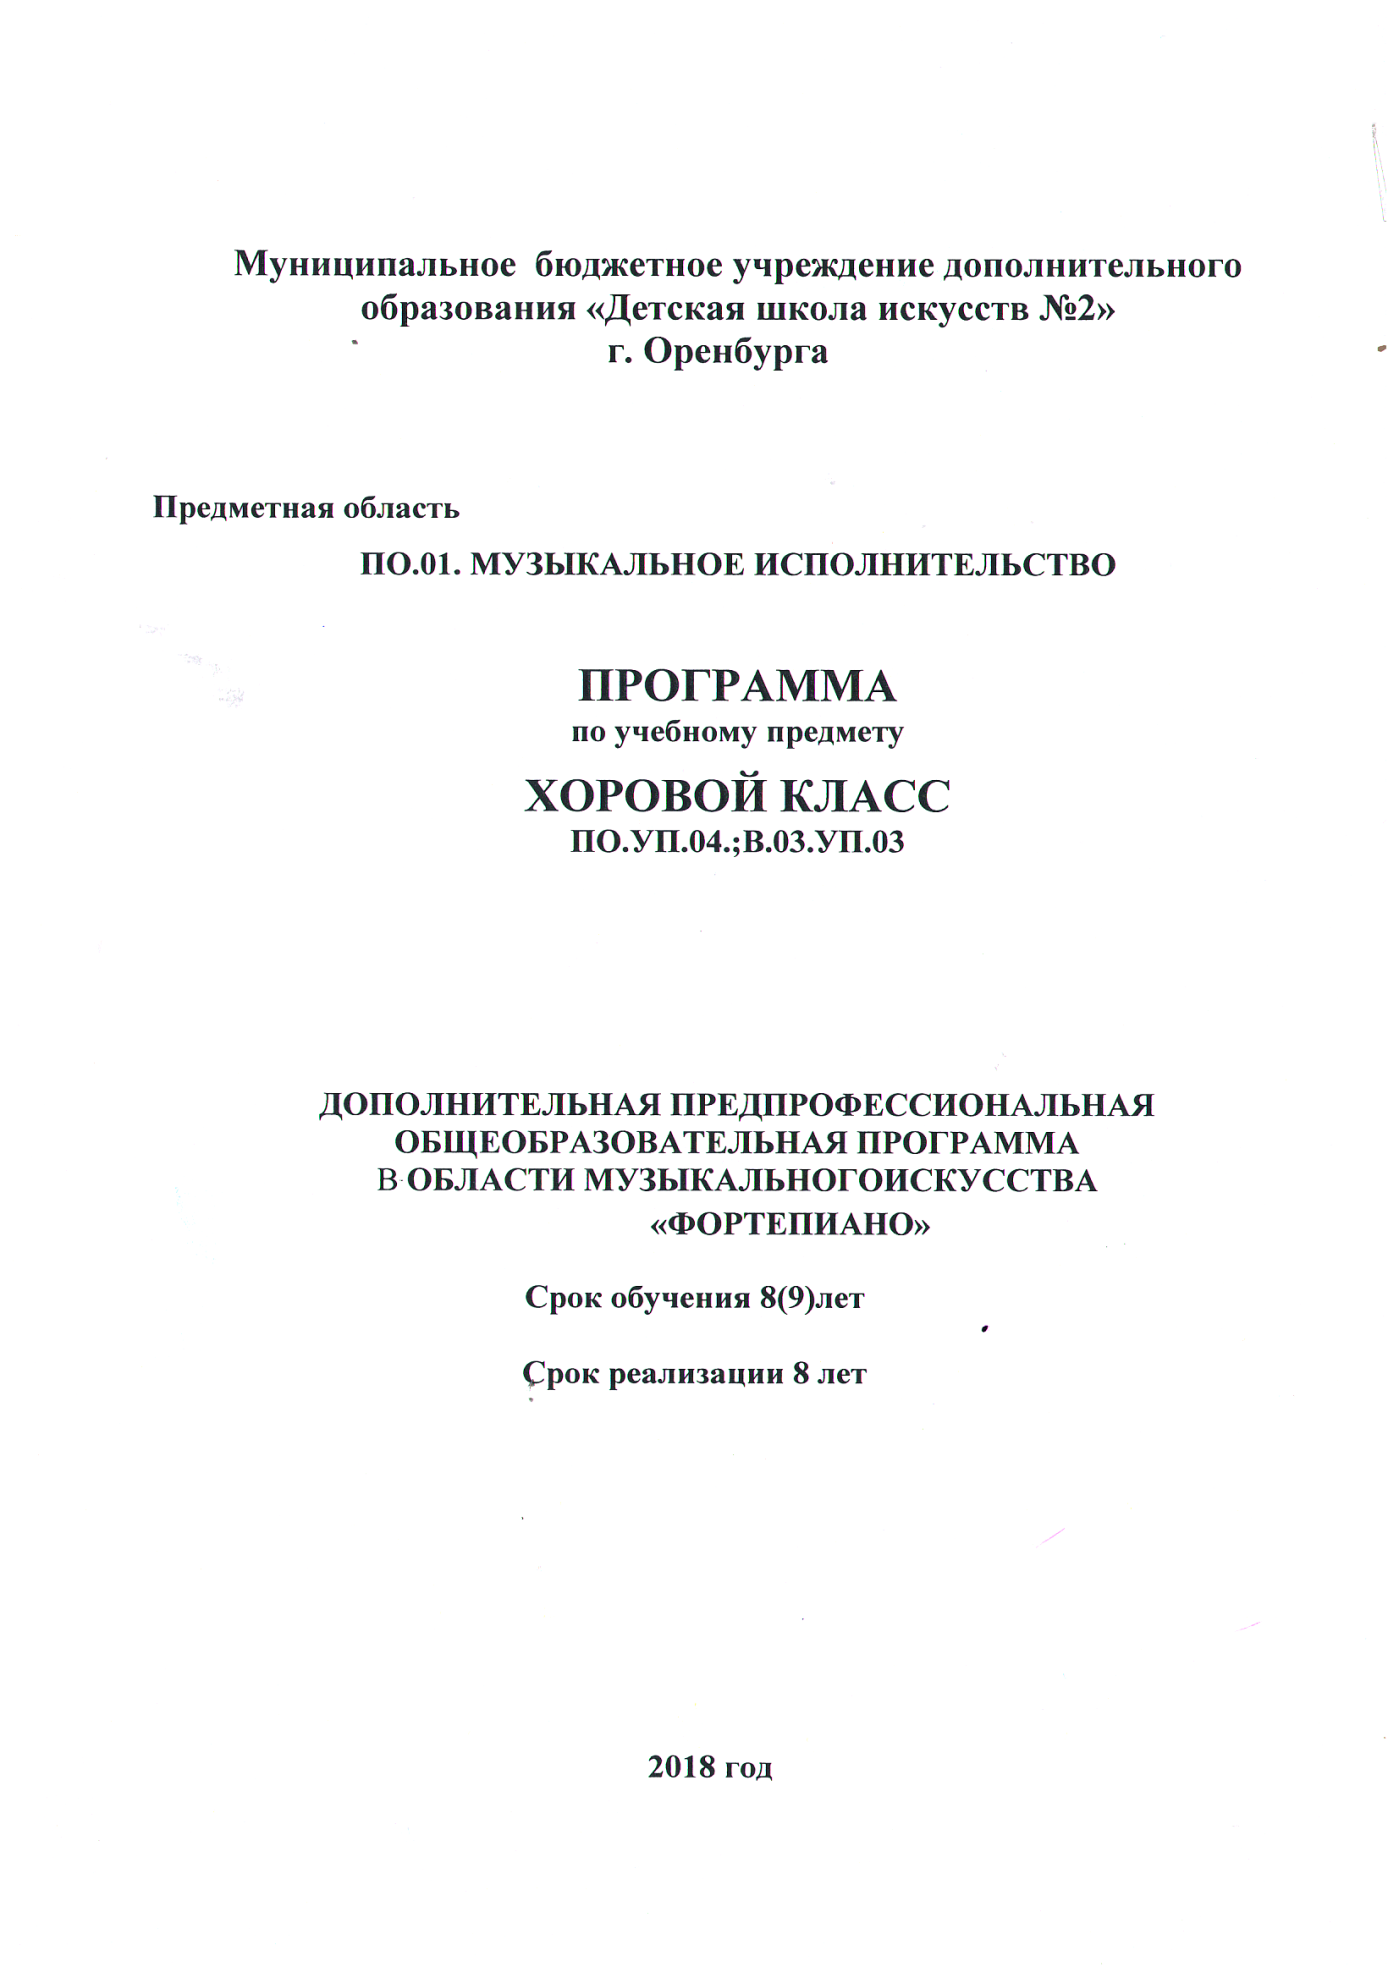 Муниципальное бюджетное учреждение дополнительного
образования «Детская школа искусств №2»
г. Оренбурга
Предметная область
ПО.01. МУЗЫКАЛЬНОЕ ИСПОЛНИТЕЛЬСТВО
ПРОГРАММА
по учебному предмету
ХОРОВОЙ КЛАСС
ПО.УП.04.;В.03.УП.03
ДОПОЛНИТЕЛЬНАЯ ПРЕДПРОФЕССИОНАЛЬНАЯ
ОБЩЕОБРАЗОВАТЕЛЬНАЯ ПРОГРАММА
В ОБЛАСТИ МУЗЫКАЛЬНОГОИСКУССТВА
«ФОРТЕПИАНО»
Срок обучения 8(9)лет
Срок реализации 8 лет
2018 год